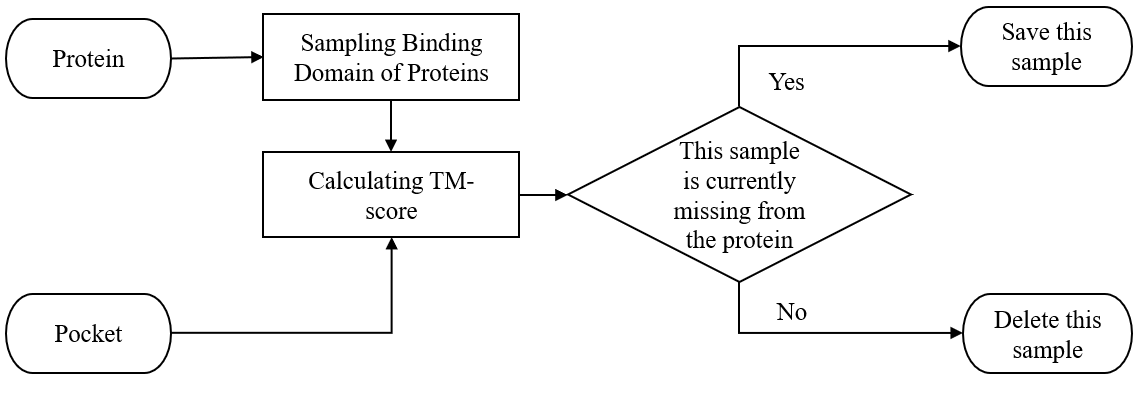 Protein
Sampling Binding
Domain of Proteins
Save this
sample
Yes
This sample
is currently
missing from
the protein
Calculating TM-
score
Pocket
No
Delete this
sample